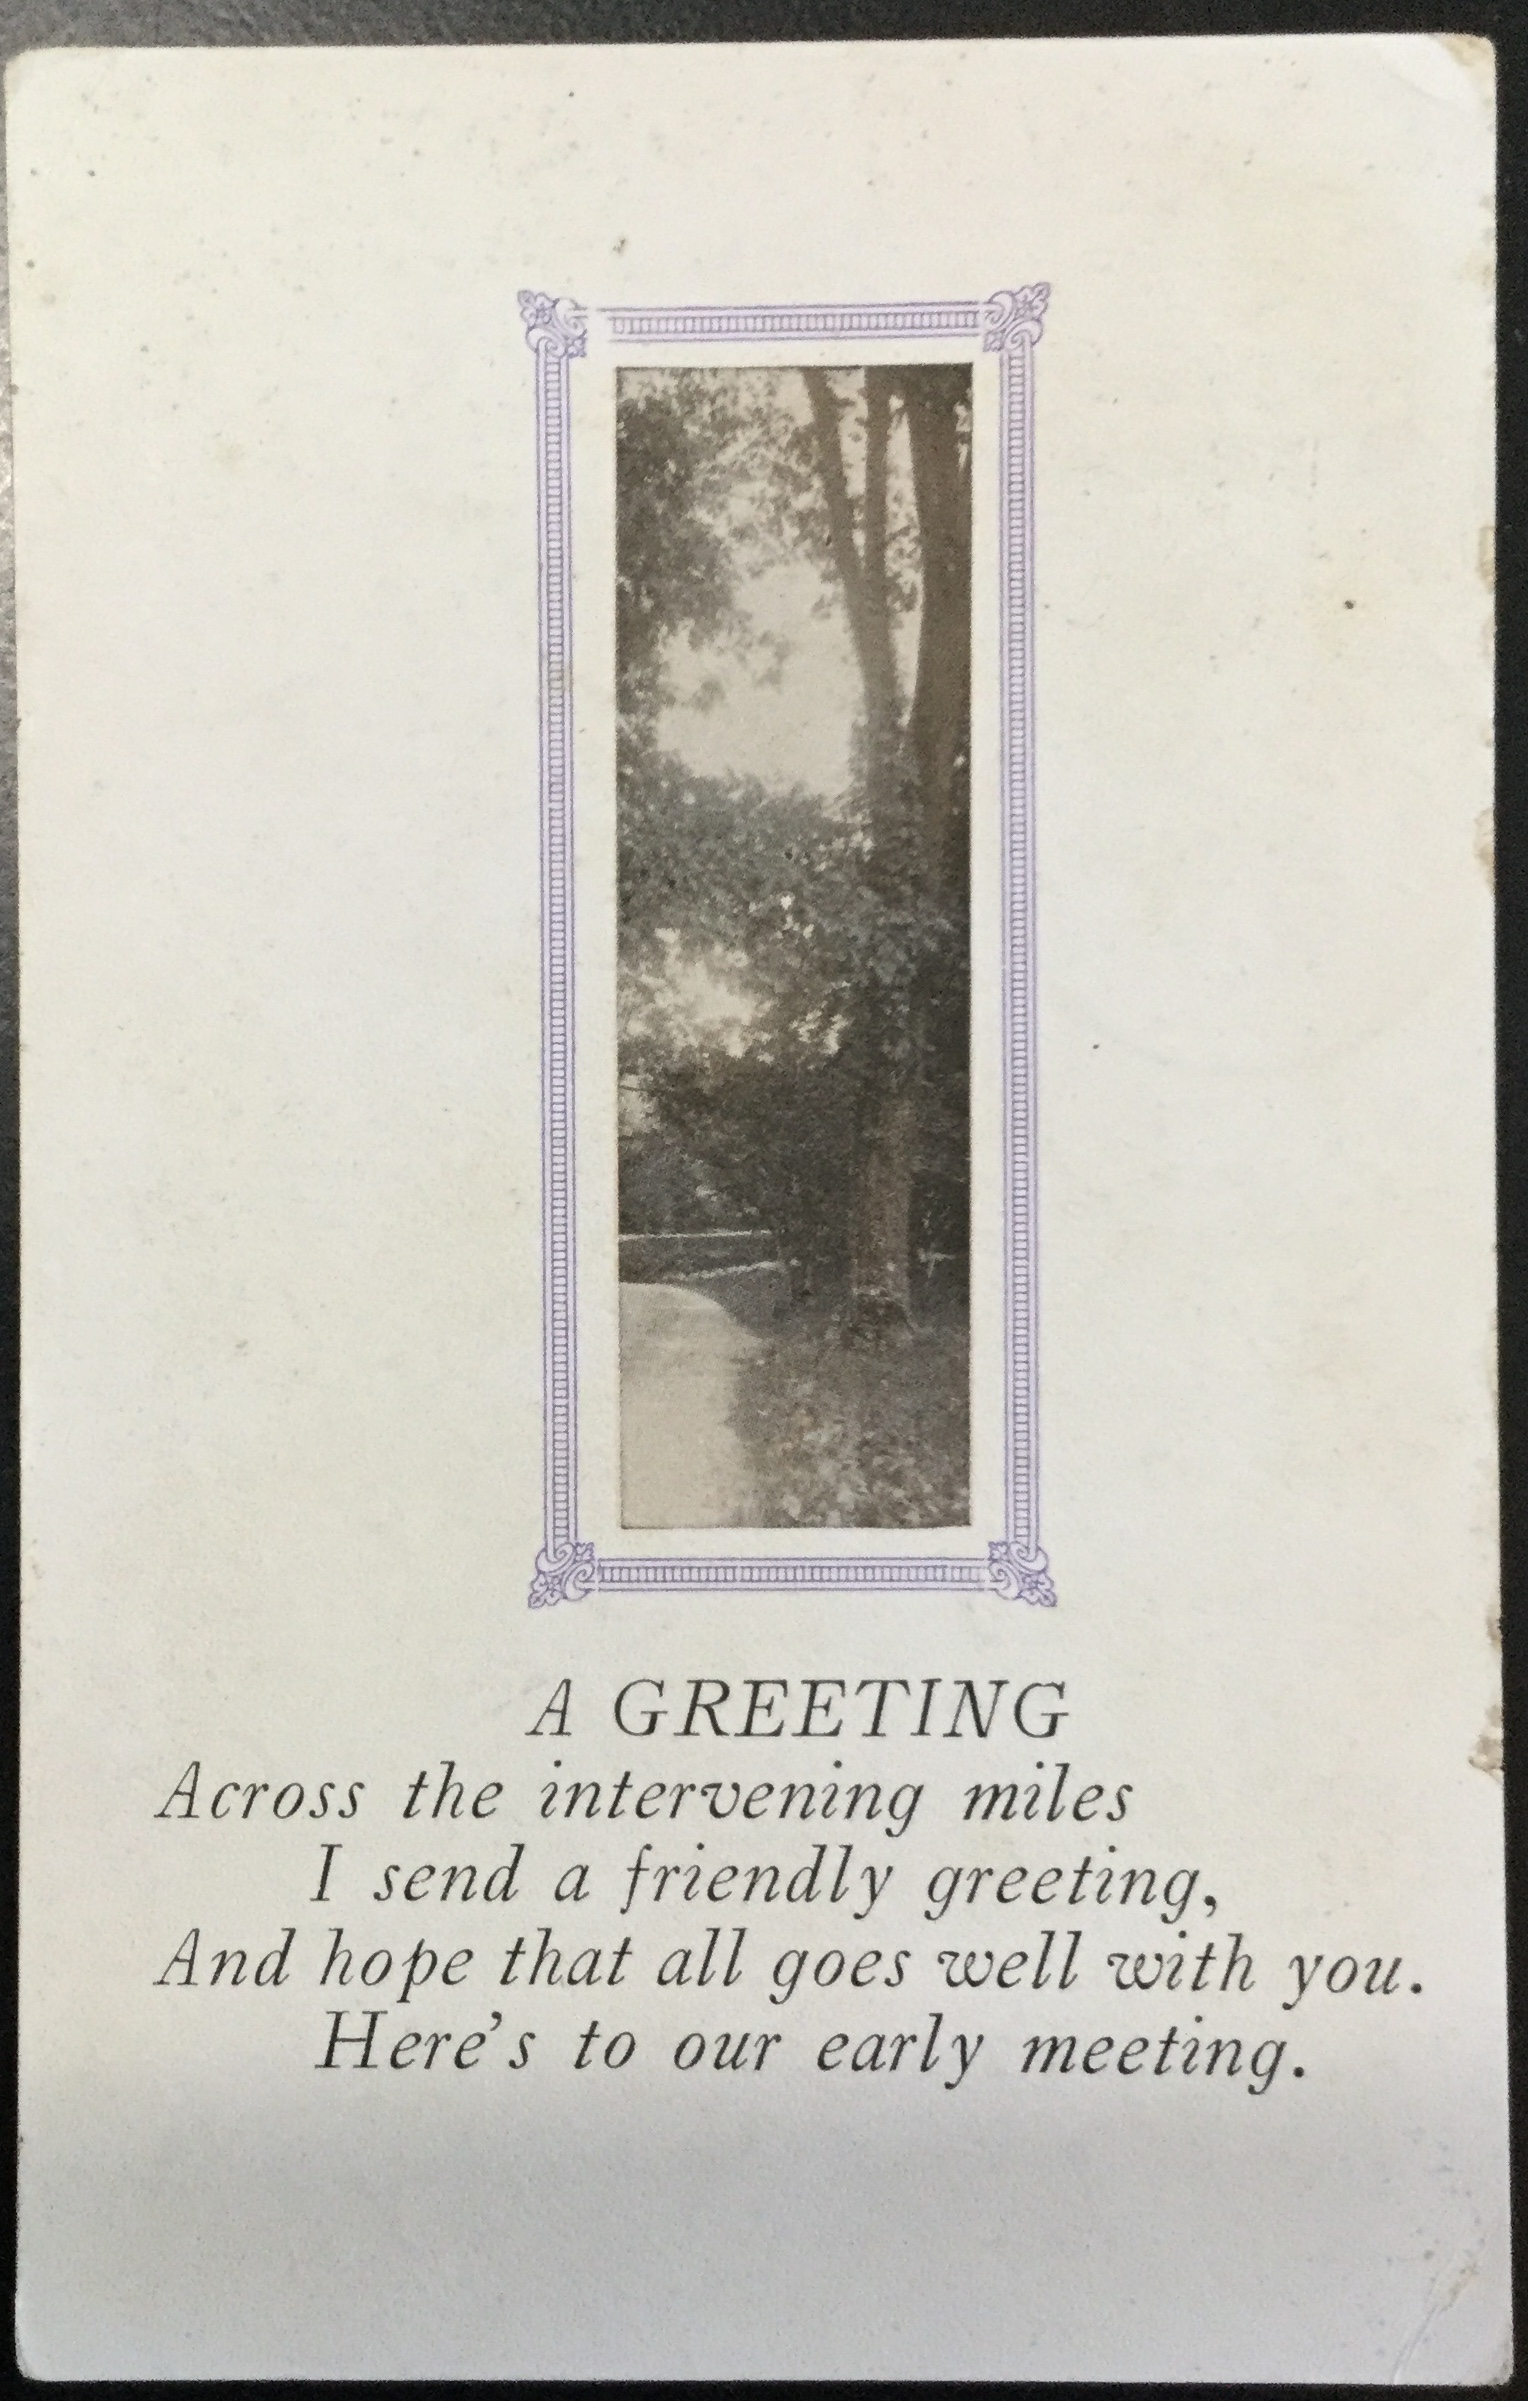 A GREETING
Across the intervening miles
I send a friendly greeting,
And hope that all goes well with you.
Here's to our early meeting.